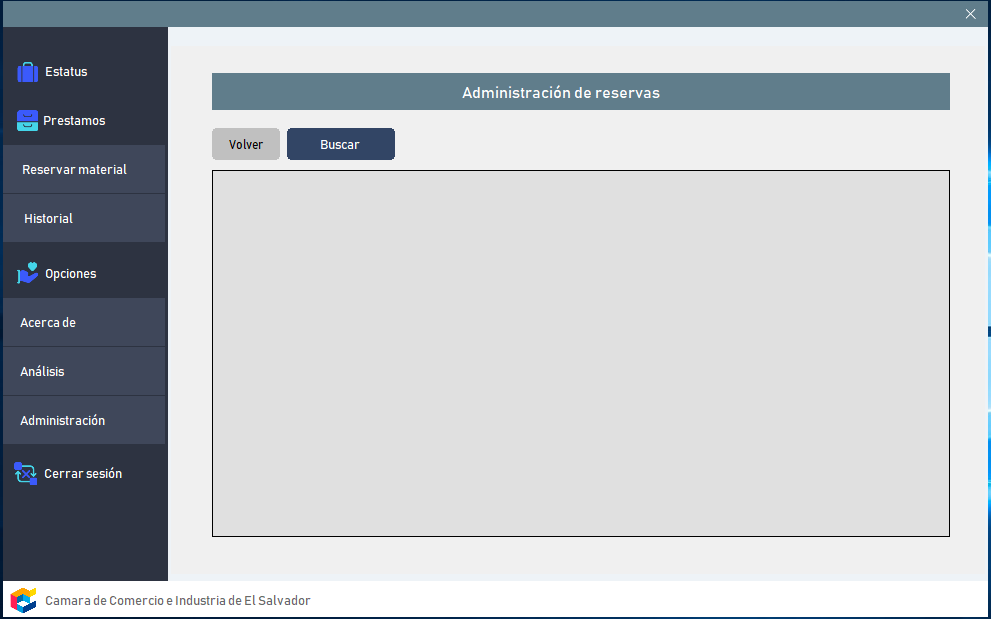 Estatus
Prestamos
Reservar material
Historial
Opciones
Acerca de
Análisis
Administración
Cerrar sesión
Administración de reservas
Volver
Buscar
Camara de Comercio e Industria de El Salvador